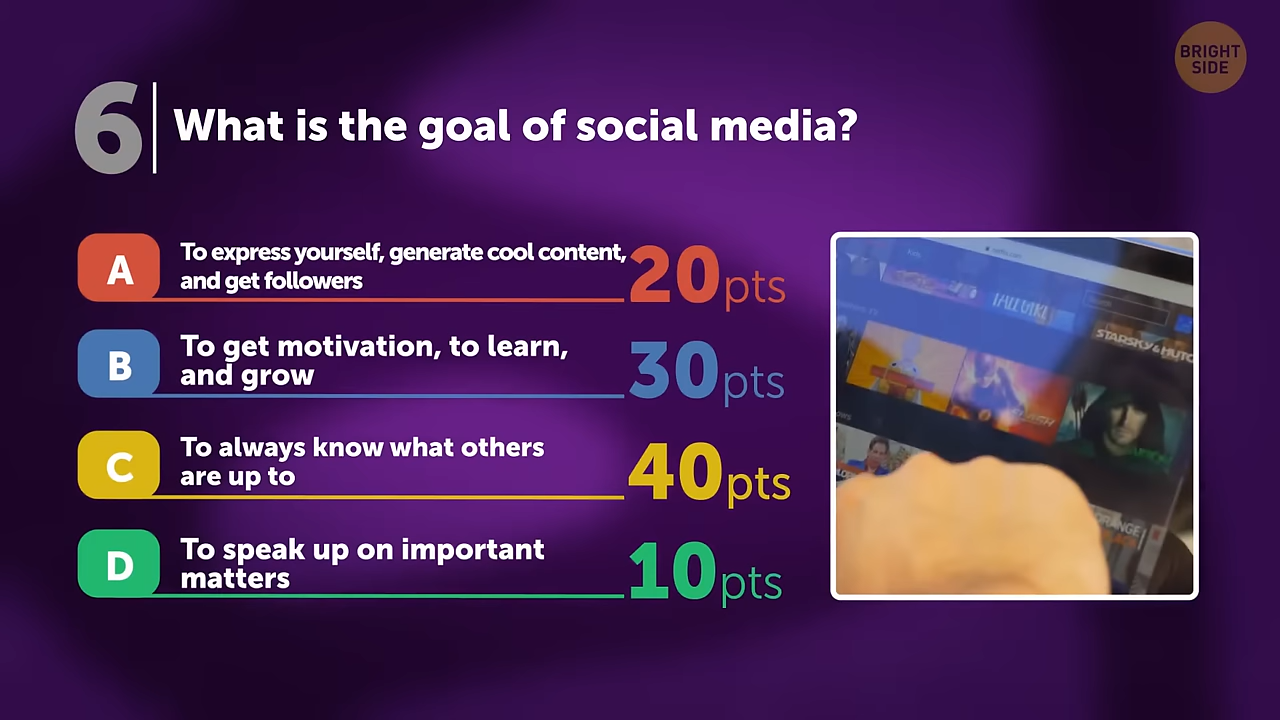 BRIGHT
SIDE
6 What is the goal of social media?
A To express yourself, generate cool content,
and get followers
20pts
B To get motivation, to learn,
and grow
30pts
C To always know what others
are up to
40pts
D To speak up on important
matters
10pts
STARSKY & HUTC